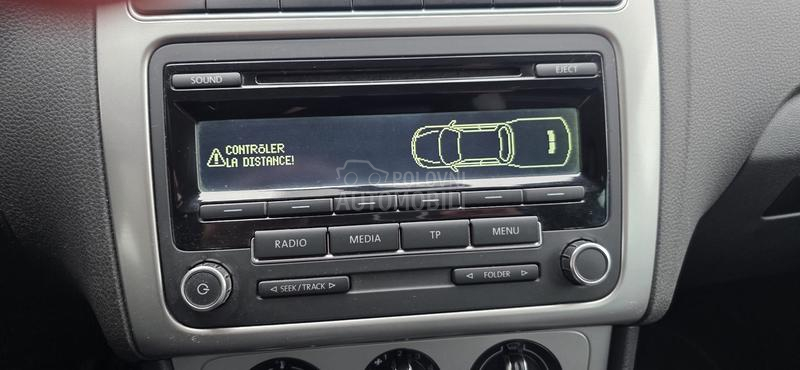 SOUND
EJECT
CONTRôLER
LA DISTANCE!
POLOVNI
AUTOMOBILI
RADIO
MEDIA
TP
MENU
SEEK/TRACK
FOLDER